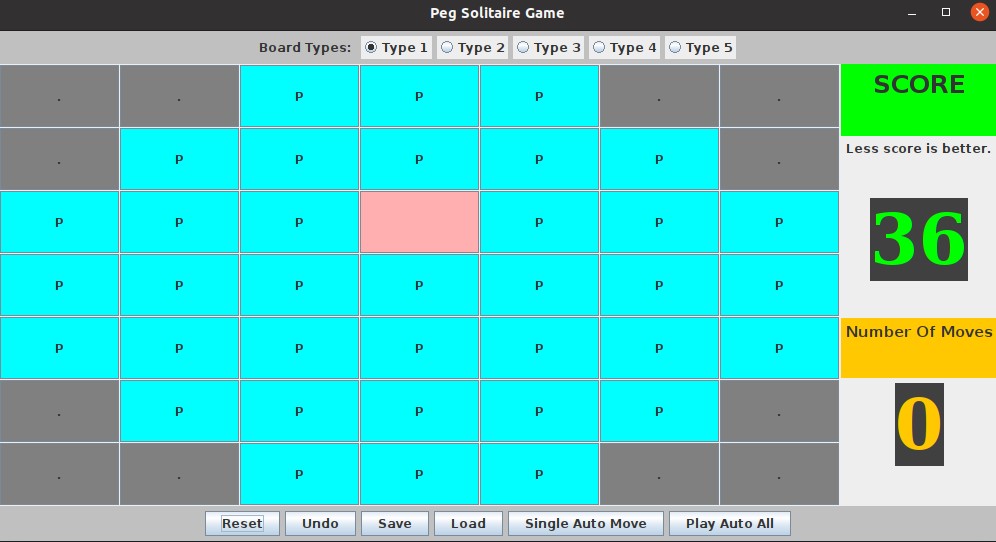 Peg Solitaire Game
Board Types: Type 1 Type 2 Type 3 Type 4 Type 5
. . P P P . .
. P P P P P .
P P P P P P
P P P P P P P
P P P P P P P
. P P P P P .
. . P P P . .
SCORE
Less score is better.
36
Number Of Moves
0
Reset Undo Save Load Single Auto Move Play Auto All